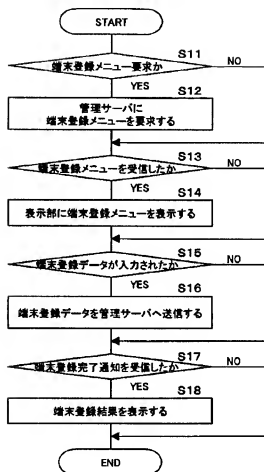 START
S11
端末登録メニュー要求か
NO
YES
S12
管理サーバに
端末登録メニューを要求する
S13
端末登録メニューを受信したか
NO
YES
S14
表示部に端末登録メニューを表示する
S15
端末登録データが入力されたか
NO
YES
S16
端末登録データを管理サーバへ送信する
S17
端末登録完了通知を受信したか
NO
YES
S18
端末登録結果を表示する
END